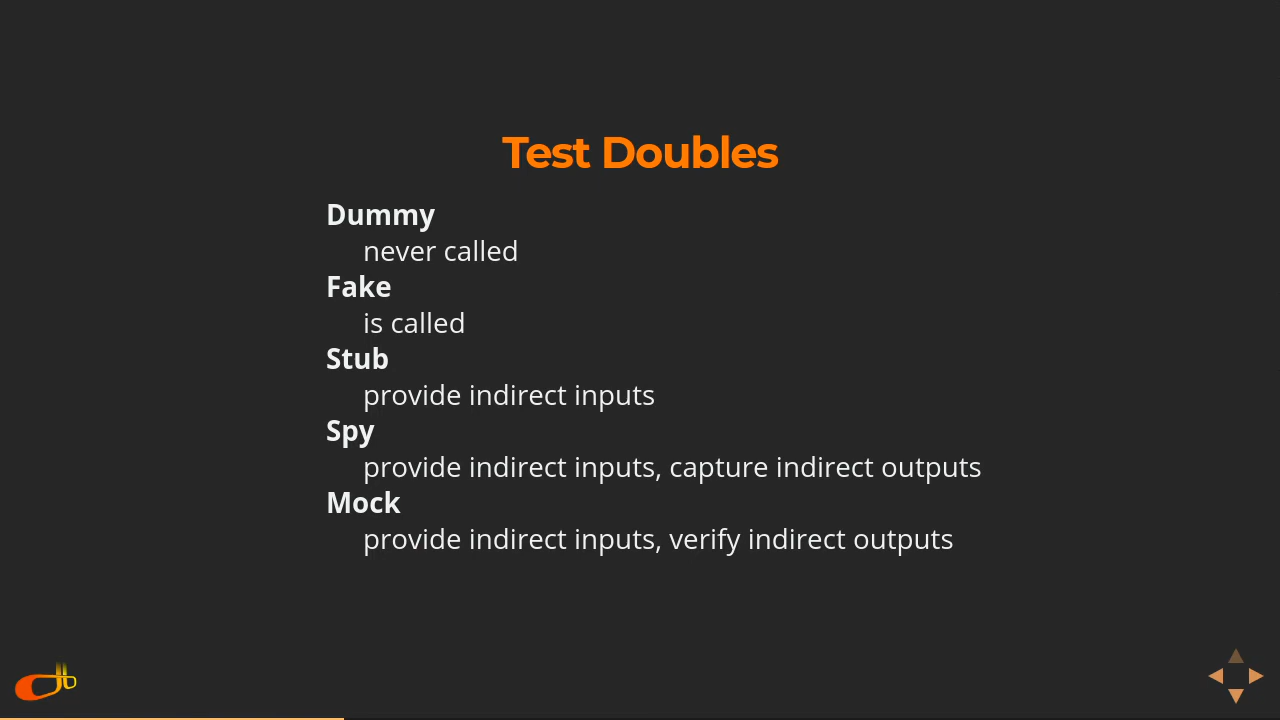 Test Doubles
Dummy
never called
Fake
is called
Stub
provide indirect inputs
Spy
provide indirect inputs, capture indirect outputs
Mock
provide indirect inputs, verify indirect outputs